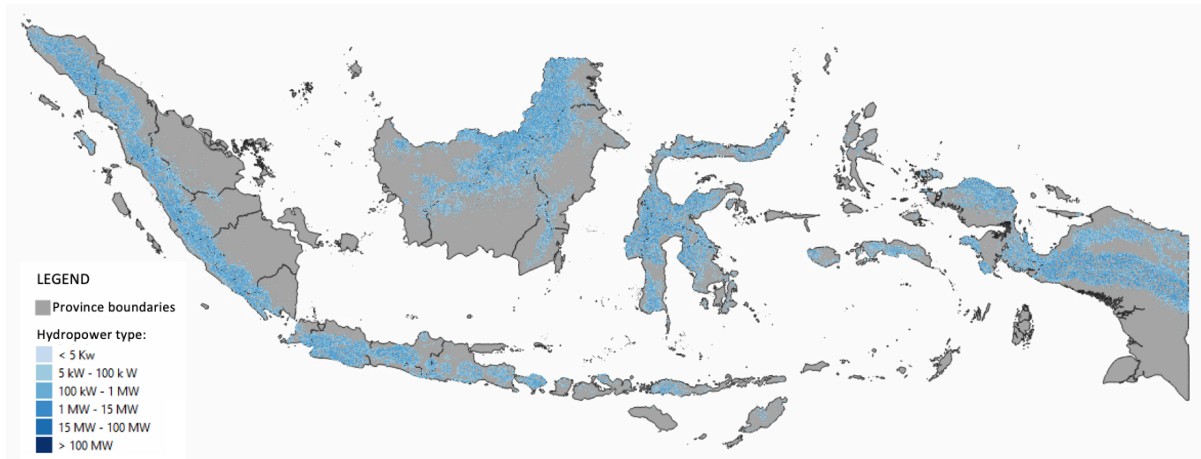 LEGEND
Province boundaries
Hydropower type:
< 5 Kw
5 kW - 100 k W
100 kW - 1 MW
1 MW - 15 MW
15 MW - 100 MW
> 100 MW